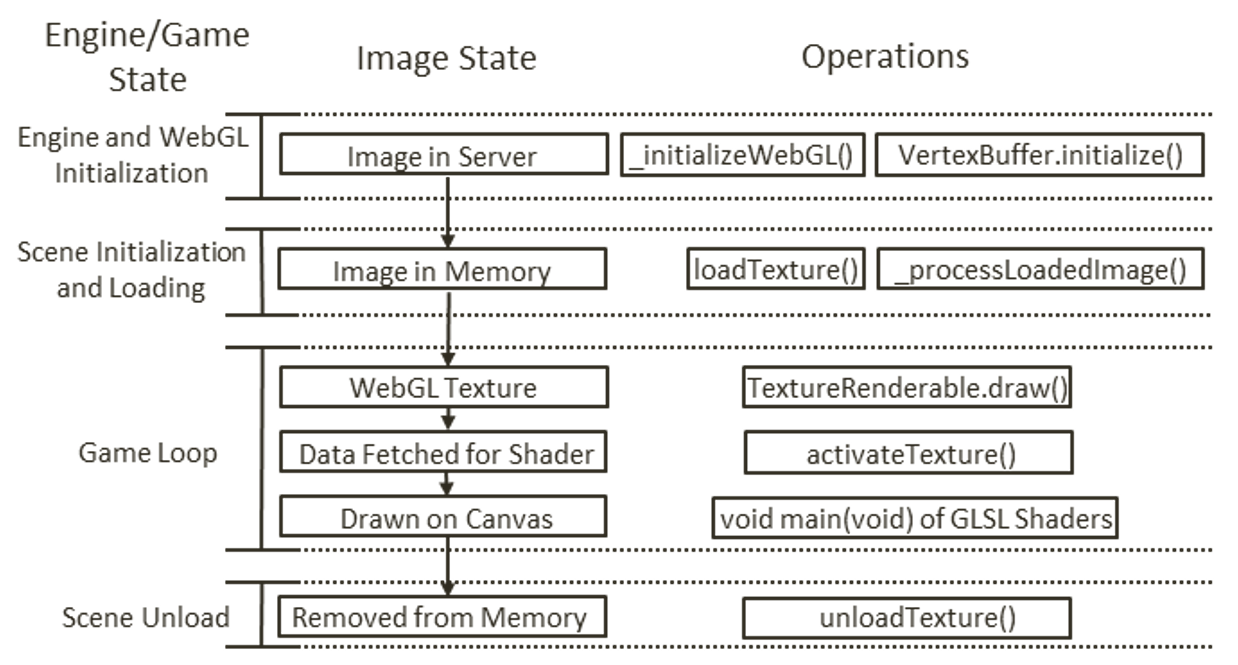 Engine/Game
State
Image State
Operations
Engine and WebGL
Initialization
Image in Server
_initializeWebGL()
VertexBuffer.initialize()
Scene Initialization
and Loading
Image in Memory
loadTexture()
_processLoadedImage()
Game Loop
WebGL Texture
TextureRenderable.draw()
Data Fetched for Shader
activateTexture()
Drawn on Canvas
void main(void) of GLSL Shaders
Scene Unload
Removed from Memory
unloadTexture()